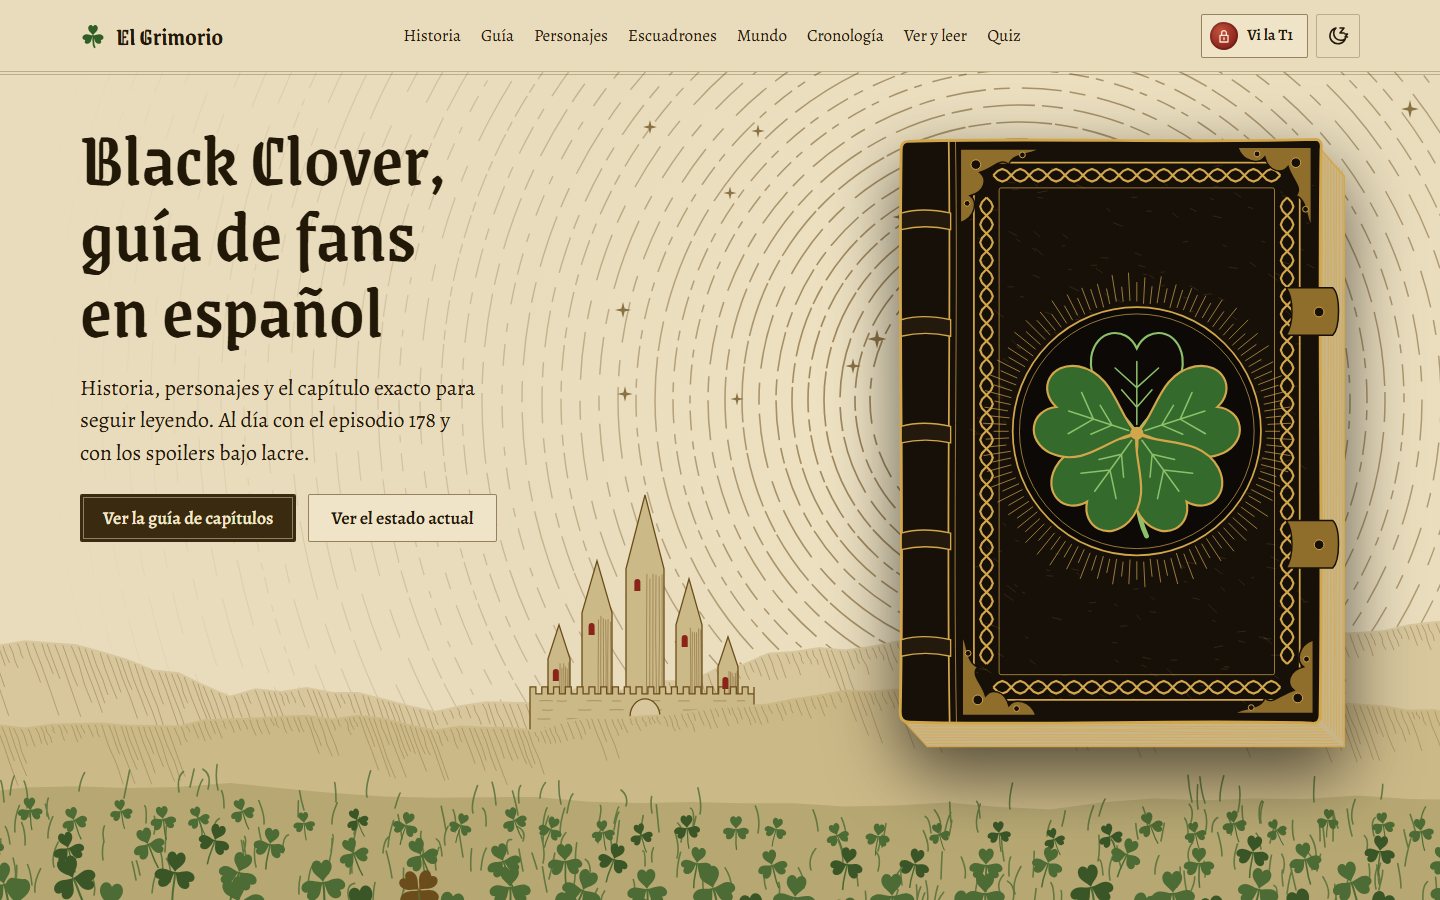 El Grimorio
Historia
Guía
Personajes
Escuadrones
Mundo
Cronología
Ver y leer
Quiz
Vi la T1
Black Clover,
guía de fans
en español
Historia, personajes y el capítulo exacto para
seguir leyendo. Al día con el episodio 178 y
con los spoilers bajo lacre.
Ver la guía de capítulos
Ver el estado actual